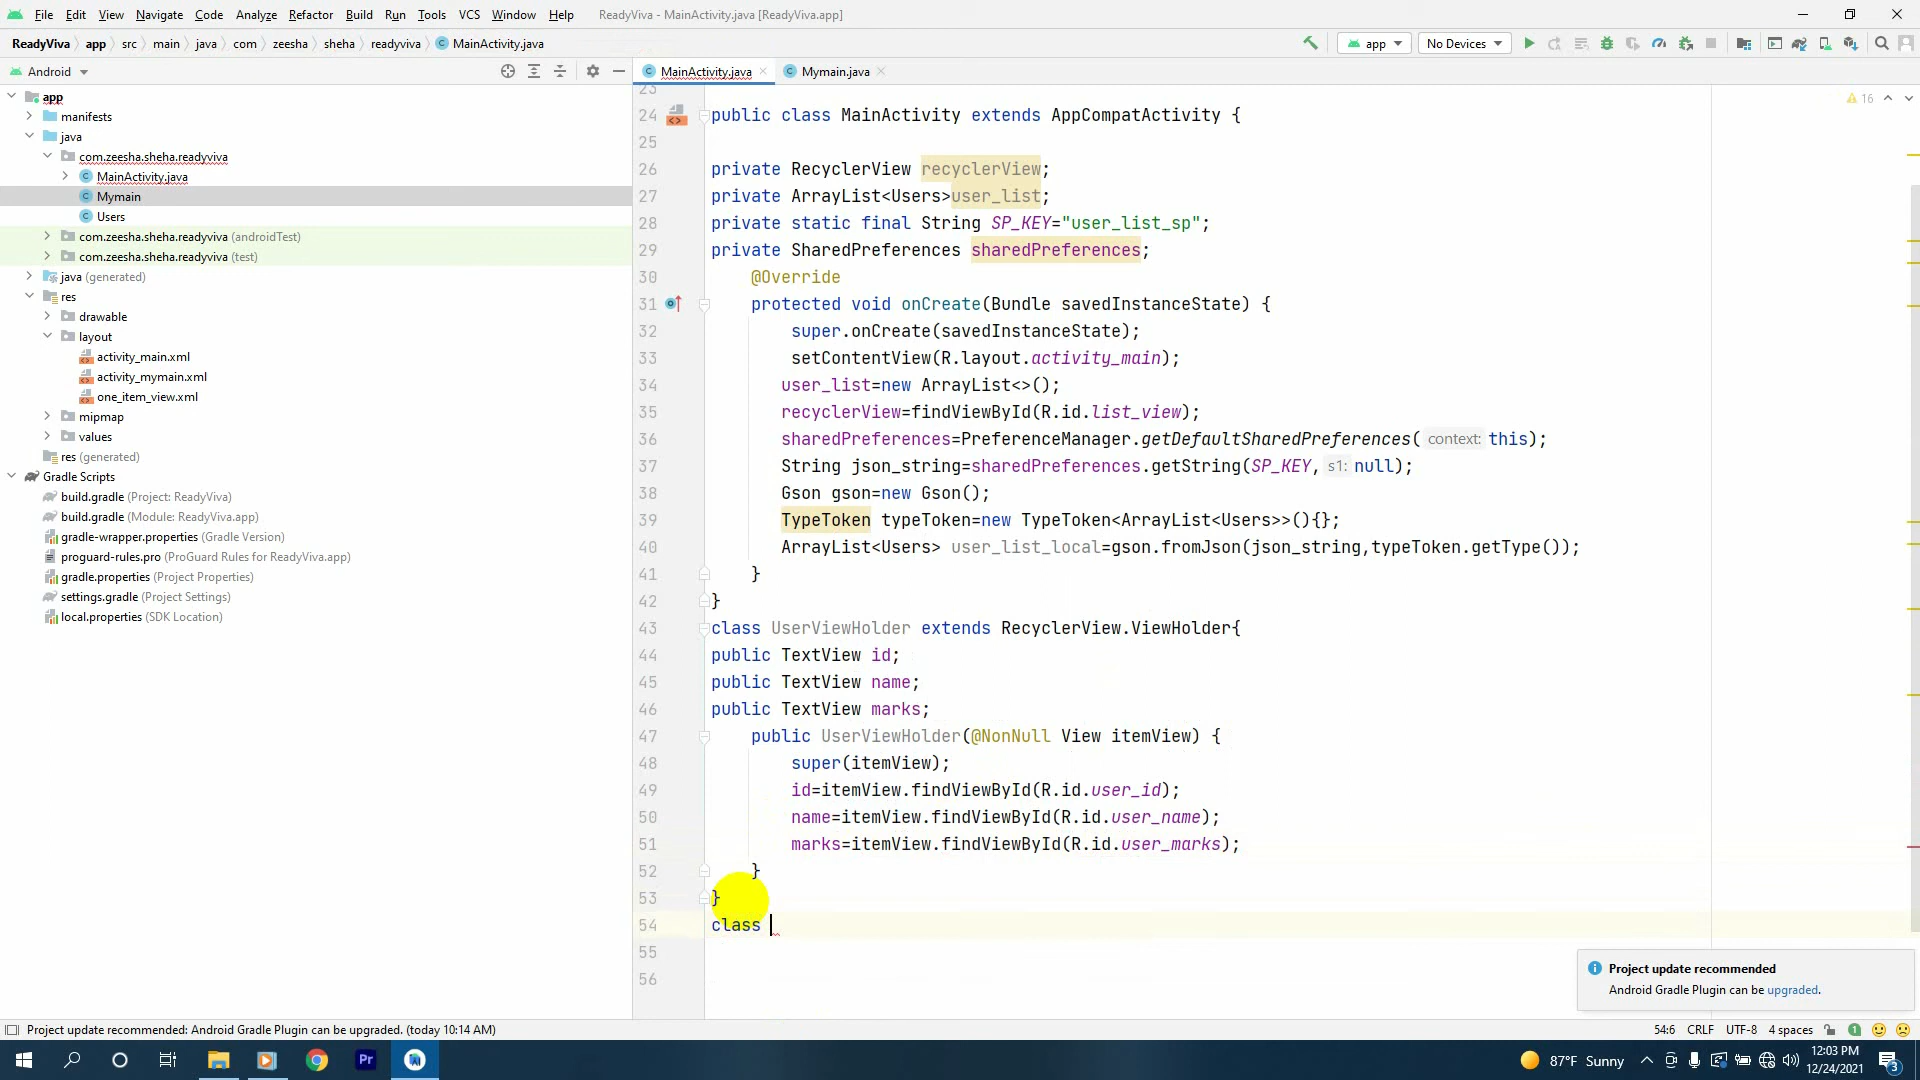 File Edit View Navigate Code Analyze Refactor Build Run Tools VCS Window Help ReadyViva - MainActivity.java [ReadyViva.app]
ReadyViva app src main java com zeesha sheha readyviva MainActivity.java app No Devices
Android MainActivity.java Mymain.java
app
manifests
java
com.zeesha.sheha.readyviva
MainActivity.java
Mymain
Users
com.zeesha.sheha.readyviva (androidTest)
com.zeesha.sheha.readyviva (test)
java (generated)
res
drawable
layout
activity_main.xml
activity_mymain.xml
one_item_view.xml
mipmap
values
res (generated)
Gradle Scripts
build.gradle (Project: ReadyViva)
build.gradle (Module: ReadyViva.app)
gradle-wrapper.properties (Gradle Version)
proguard-rules.pro (ProGuard Rules for ReadyViva.app)
gradle.properties (Project Properties)
settings.gradle (Project Settings)
local.properties (SDK Location)
16
23
24 public class MainActivity extends AppCompatActivity {
25
26 private RecyclerView recyclerView;
27 private ArrayList<Users>user_list;
28 private static final String SP_KEY="user_list_sp";
29 private SharedPreferences sharedPreferences;
30 @Override
31 protected void onCreate(Bundle savedInstanceState) {
32 super.onCreate(savedInstanceState);
33 setContentView(R.layout.activity_main);
34 user_list=new ArrayList<>();
35 recyclerView=findViewById(R.id.list_view);
36 sharedPreferences=PreferenceManager.getDefaultSharedPreferences( context: this);
37 String json_string=sharedPreferences.getString(SP_KEY, s1: null);
38 Gson gson=new Gson();
39 TypeToken typeToken=new TypeToken<ArrayList<Users>>(){};
40 ArrayList<Users> user_list_local=gson.fromJson(json_string,typeToken.getType());
41 }
42 }
43 class UserViewHolder extends RecyclerView.ViewHolder{
44 public TextView id;
45 public TextView name;
46 public TextView marks;
47 public UserViewHolder(@NonNull View itemView) {
48 super(itemView);
49 id=itemView.findViewById(R.id.user_id);
50 name=itemView.findViewById(R.id.user_name);
51 marks=itemView.findViewById(R.id.user_marks);
52 }
53 }
54 class
55
56
Project update recommended
Android Gradle Plugin can be upgraded.
Project update recommended: Android Gradle Plugin can be upgraded. (today 10:14 AM) 54:6 CRLF UTF-8 4 spaces 1
Pr 87°F Sunny 12:03 PM
12/24/2021 3